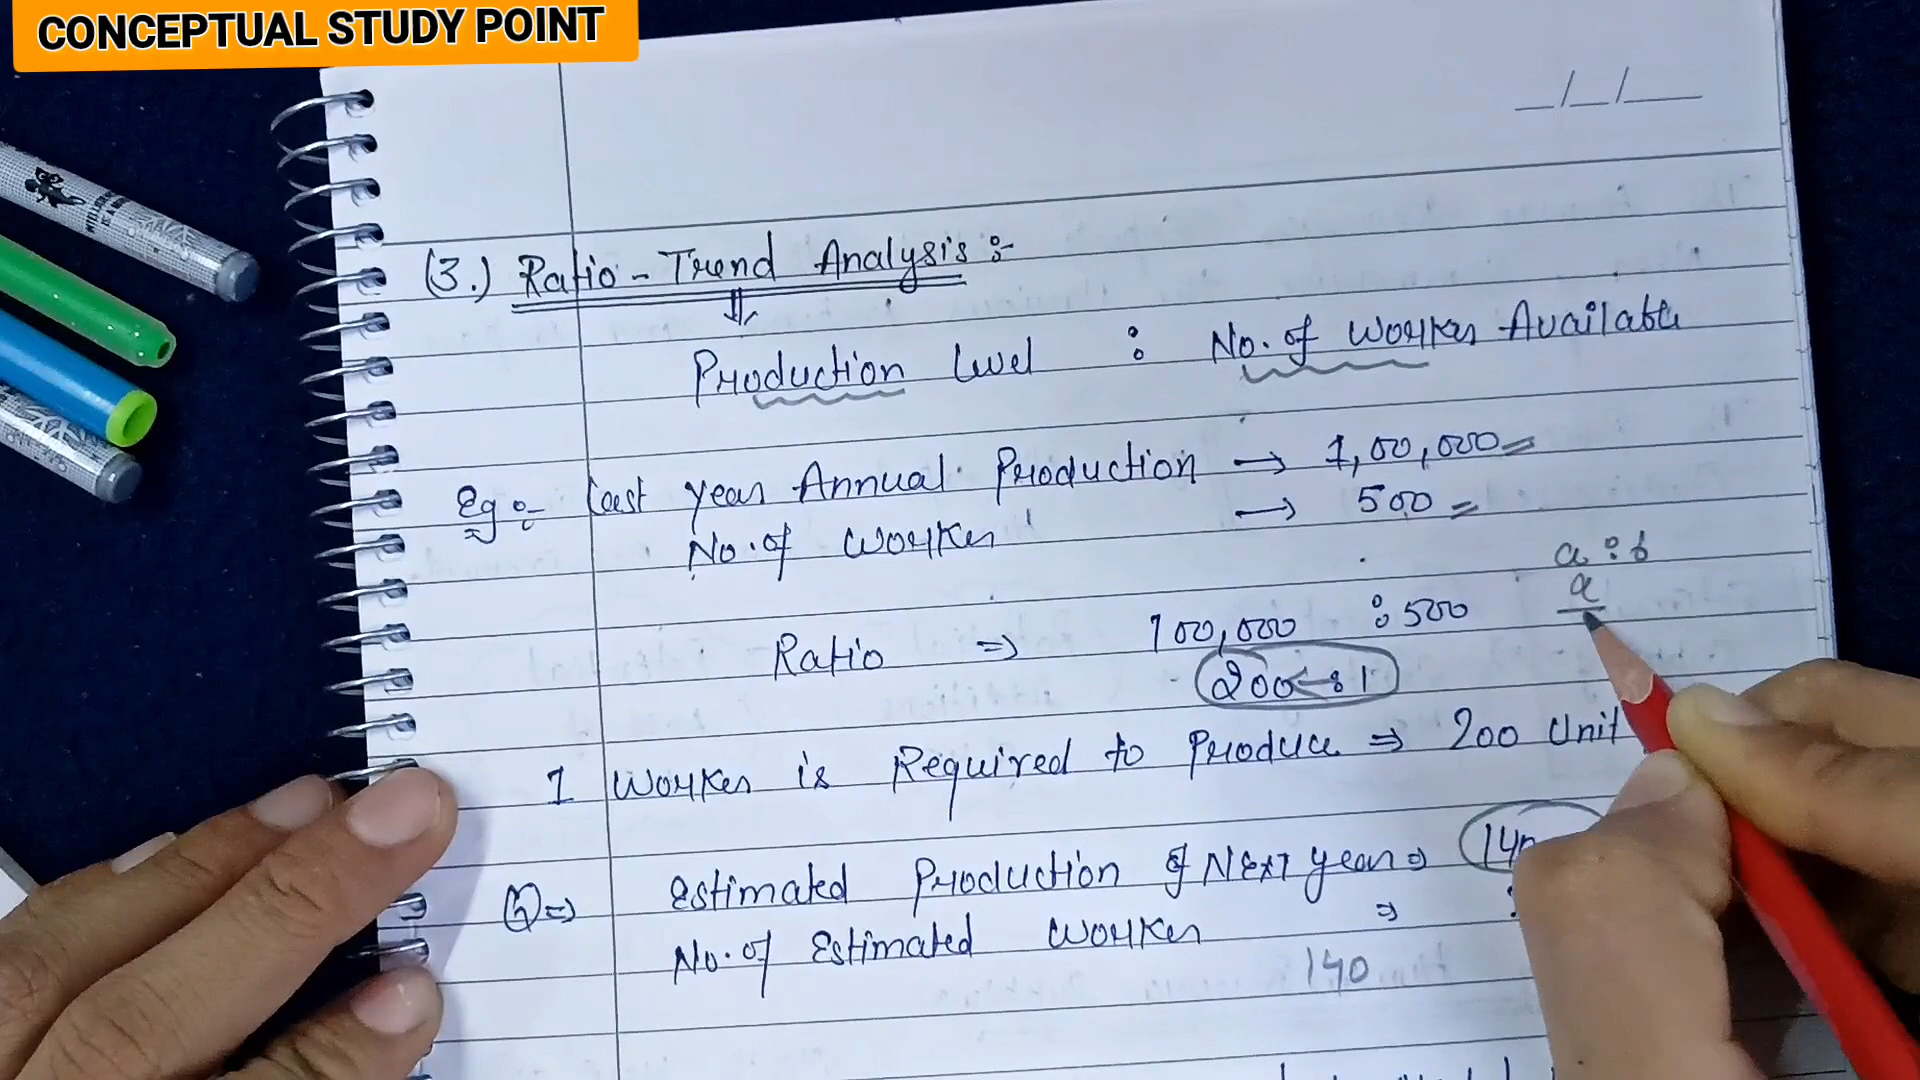 CONCEPTUAL STUDY POINT
_/_/__
(3.) Ratio - Trend Analysis :-
Production level : No. of Worker Available
Eg :- last year Annual Production → 1,00,000
No. of Worker → 500
a : b
a
Ratio ⇒ 100,000 : 500
200 : 1
1 Worker is Required to Produce ⇒ 200 Unit
Q ⇒ Estimated Production of Next year ⇒
No. of Estimated Worker ⇒
140